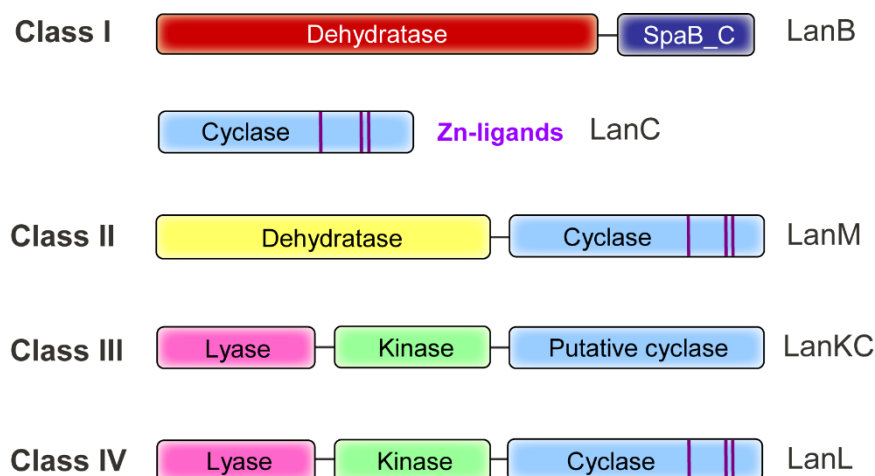 Class I Dehydratase SpaB_C LanB
Cyclase Zn-ligands LanC
Class II Dehydratase Cyclase LanM
Class III Lyase Kinase Putative cyclase LanKC
Class IV Lyase Kinase Cyclase LanL